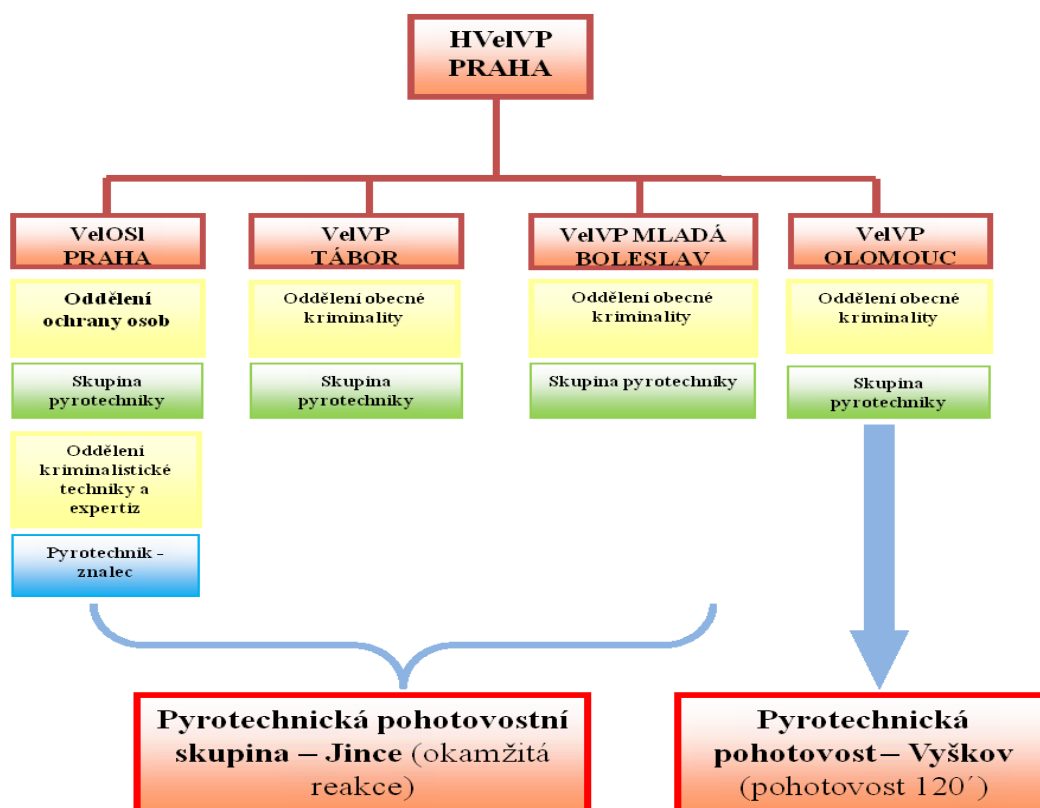 HVelVP
PRAHA
VelOSl
PRAHA
VelVP
TÁBOR
VelVP MLADÁ
BOLESLAV
VelVP
OLOMOUC
Oddělení
ochrany osob
Oddělení obecné
kriminality
Oddělení obecné
kriminality
Oddělení obecné
kriminality
Skupina
pyrotechniky
Skupina
pyrotechniky
Skupina pyrotechniky
Skupina
pyrotechniky
Oddělení
kriminalistické
techniky a
expertiz
Pyrotechnik -
znalec
Pyrotechnická pohotovostní
skupina – Jince (okamžitá
reakce)
Pyrotechnická
pohotovost – Vyškov
(pohotovost 120´)